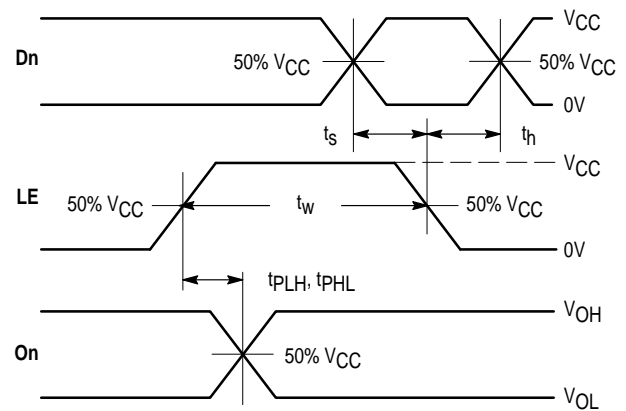 VCC
Dn
50% VCC
50% VCC
0V
ts
th
VCC
LE
50% VCC
tw
50% VCC
0V
tPLH, tPHL
VOH
On
50% VCC
VOL